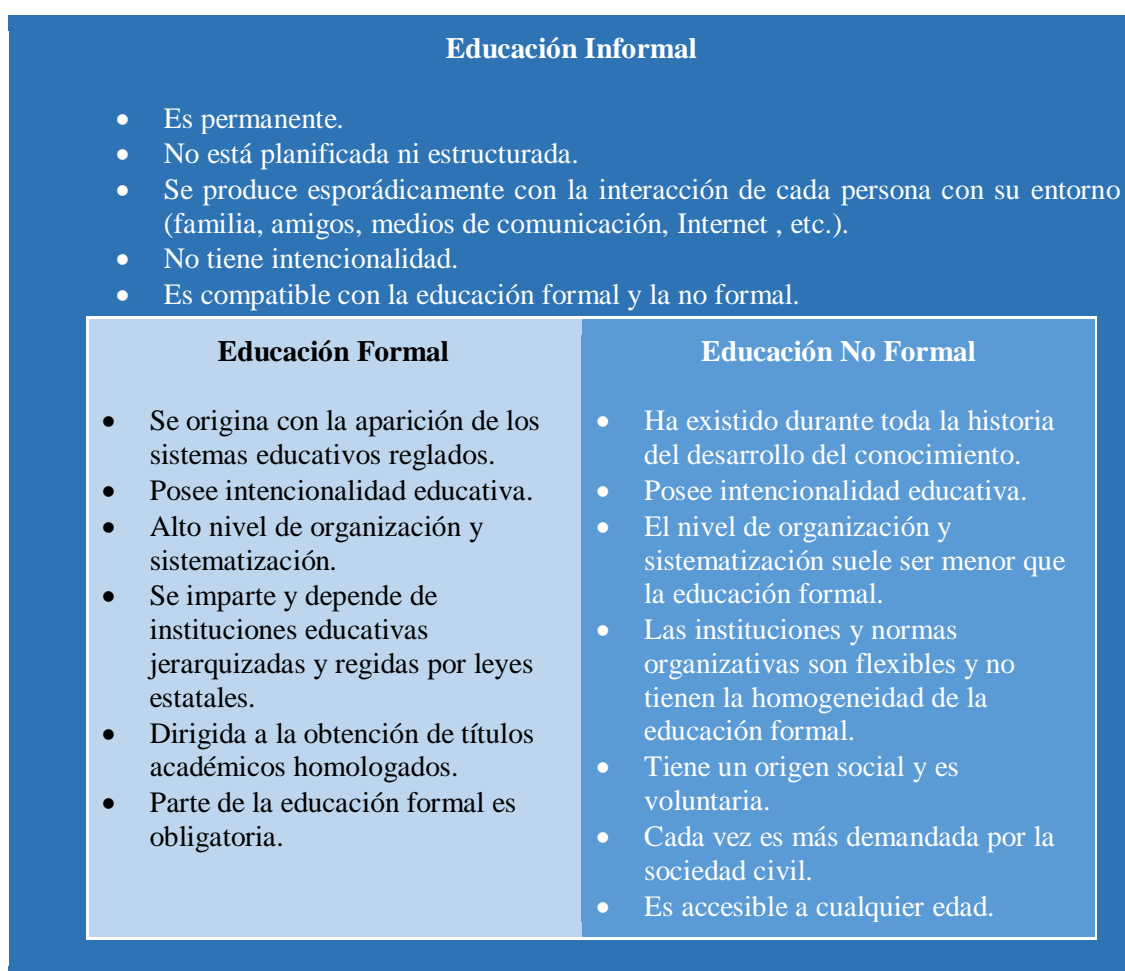 Educación Informal
• Es permanente.
• No está planificada ni estructurada.
• Se produce esporádicamente con la interacción de cada persona con su entorno
(familia, amigos, medios de comunicación, Internet , etc.).
• No tiene intencionalidad.
• Es compatible con la educación formal y la no formal.
Educación Formal
• Se origina con la aparición de los
sistemas educativos reglados.
• Posee intencionalidad educativa.
• Alto nivel de organización y
sistematización.
• Se imparte y depende de
instituciones educativas
jerarquizadas y regidas por leyes
estatales.
• Dirigida a la obtención de títulos
académicos homologados.
• Parte de la educación formal es
obligatoria.
Educación No Formal
• Ha existido durante toda la historia
del desarrollo del conocimiento.
• Posee intencionalidad educativa.
• El nivel de organización y
sistematización suele ser menor que
la educación formal.
• Las instituciones y normas
organizativas son flexibles y no
tienen la homogeneidad de la
educación formal.
• Tiene un origen social y es
voluntaria.
• Cada vez es más demandada por la
sociedad civil.
• Es accesible a cualquier edad.